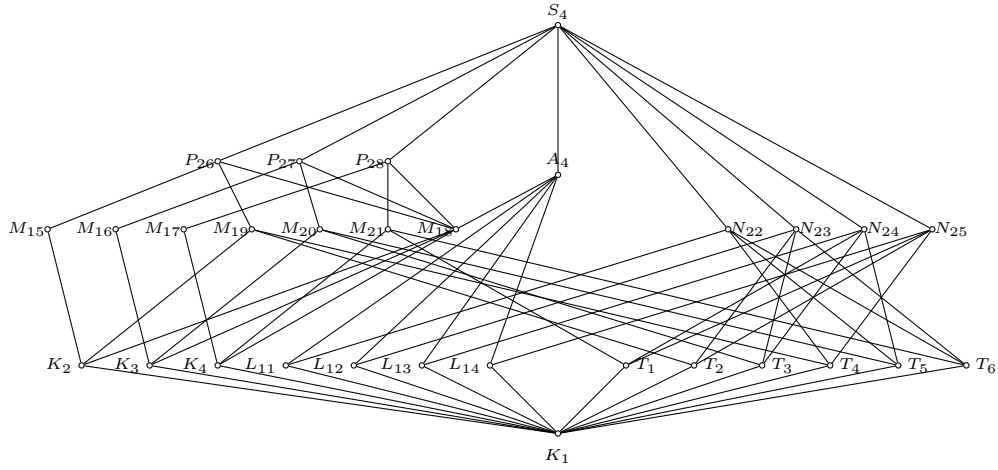 S4
P26 P27 P28 A4
M15 M16 M17 M19 M20 M21 M18 N22 N23 N24 N25
K2 K3 K4 L11 L12 L13 L14 T1 T2 T3 T4 T5 T6
K1